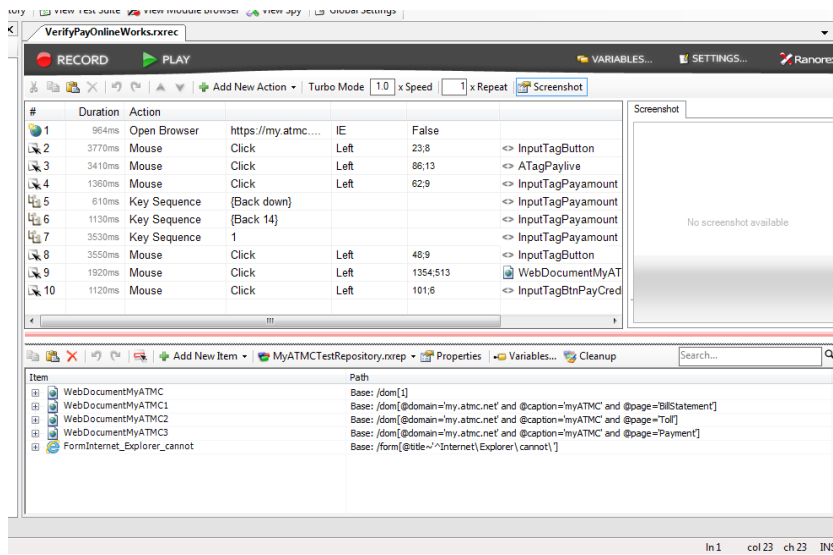 View Test Suite View Module Browser View Spy Global Settings
VerifyPayOnlineWorks.rxrec
RECORD PLAY VARIABLES... SETTINGS... Ranorex
Add New Action Turbo Mode 1.0 x Speed 1 x Repeat Screenshot
# Duration Action Screenshot
1 964ms Open Browser https://my.atmc.... IE False
2 3770ms Mouse Click Left 23;8 <> InputTagButton
3 3410ms Mouse Click Left 86;13 <> ATagPaylive
4 1360ms Mouse Click Left 62;9 <> InputTagPayamount
5 610ms Key Sequence {Back down} <> InputTagPayamount
6 1130ms Key Sequence {Back 14} <> InputTagPayamount
No screenshot available
7 3530ms Key Sequence 1 <> InputTagPayamount
8 3550ms Mouse Click Left 48;9 <> InputTagButton
9 1920ms Mouse Click Left 1354;513 WebDocumentMyAT
10 1120ms Mouse Click Left 101;6 <> InputTagBtnPayCred
Add New Item MyATMCTestRepository.rxrep Properties Variables... Cleanup Search...
Item Path
WebDocumentMyATMC Base: /dom[1]
WebDocumentMyATMC1 Base: /dom[@domain='my.atmc.net' and @caption='myATMC' and @page='BillStatement']
WebDocumentMyATMC2 Base: /dom[@domain='my.atmc.net' and @caption='myATMC' and @page='Toll']
WebDocumentMyATMC3 Base: /dom[@domain='my.atmc.net' and @caption='myATMC' and @page='Payment']
FormInternet_Explorer_cannot Base: /form[@title~'^Internet\ Explorer\ cannot\ ']
ln 1 col 23 ch 23 INS